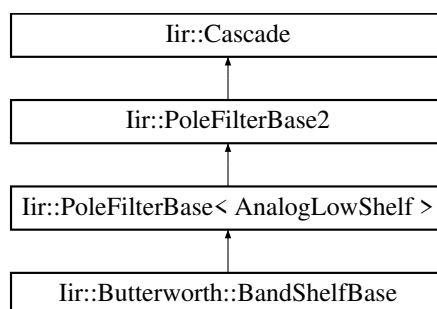 Iir::Cascade
Iir::PoleFilterBase2
Iir::PoleFilterBase< AnalogLowShelf >
Iir::Butterworth::BandShelfBase